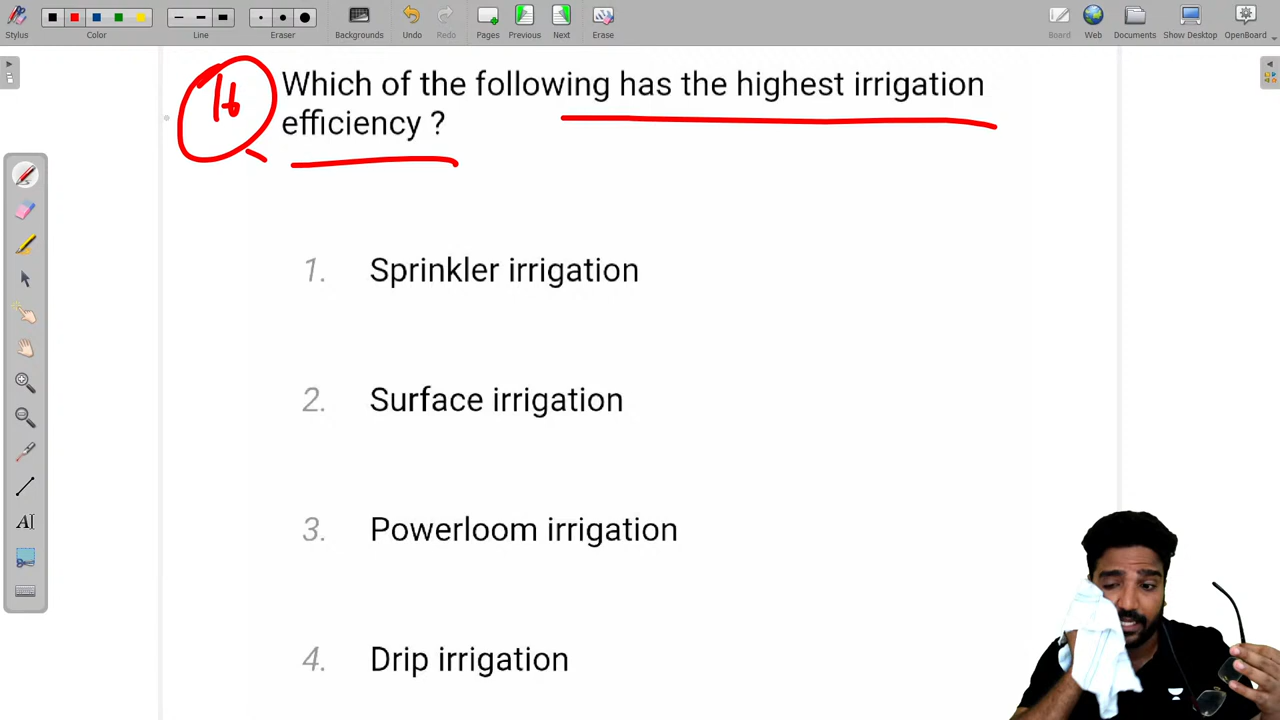 Stylus
Color
Line
Eraser
Backgrounds
Undo
Redo
Pages
Previous
Next
Erase
Board
Web
Documents
Show Desktop
OpenBoard
16
Which of the following has the highest irrigation
efficiency ?
1. Sprinkler irrigation
2. Surface irrigation
3. Powerloom irrigation
4. Drip irrigation